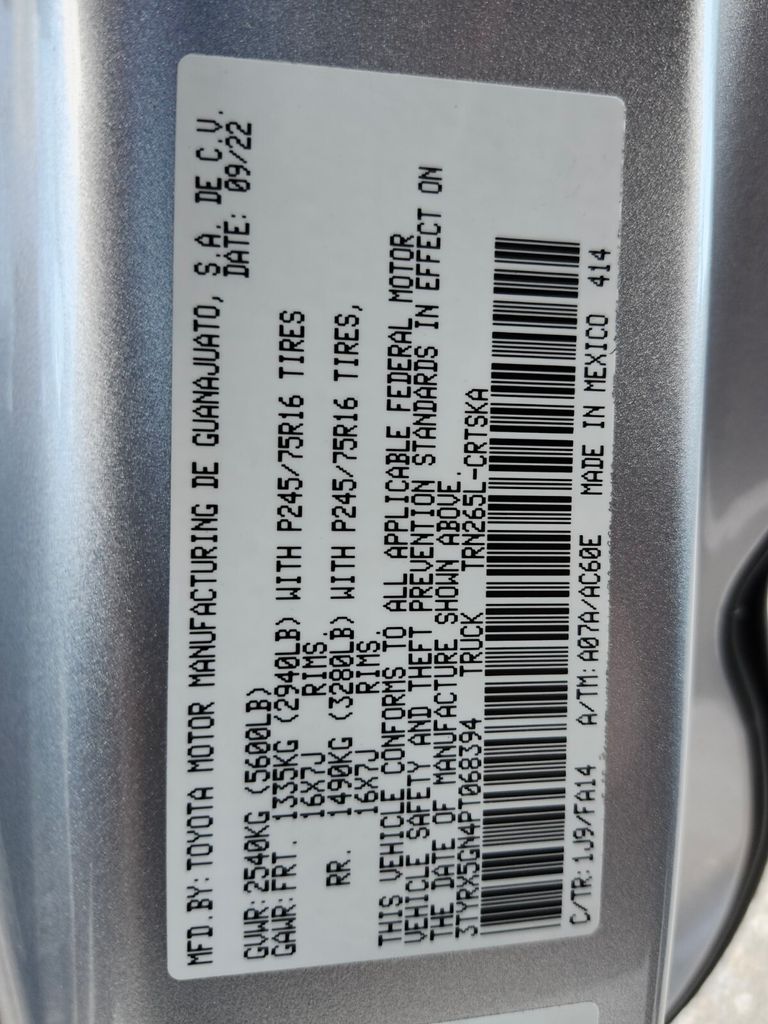 MFD.BY: TOYOTA MOTOR MANUFACTURING DE GUANAJUATO, S.A. DE C.V.
DATE: 09/22
GVWR: 2540KG (5600LB)
GAWR: FRT. 1335KG (2940LB) WITH P245/75R16 TIRES
16X7J RIMS.
RR. 1490KG (3280LB) WITH P245/75R16 TIRES,
16X7J RIMS.
THIS VEHICLE CONFORMS TO ALL APPLICABLE FEDERAL MOTOR
VEHICLE SAFETY AND THEFT PREVENTION STANDARDS IN EFFECT ON
THE DATE OF MANUFACTURE SHOWN ABOVE.
3TYRX5GN4PT068394 TRUCK TRN265L-CRTSKA
C/TR: 1J9/FA14 A/TM: A07A/AC60E MADE IN MEXICO 414